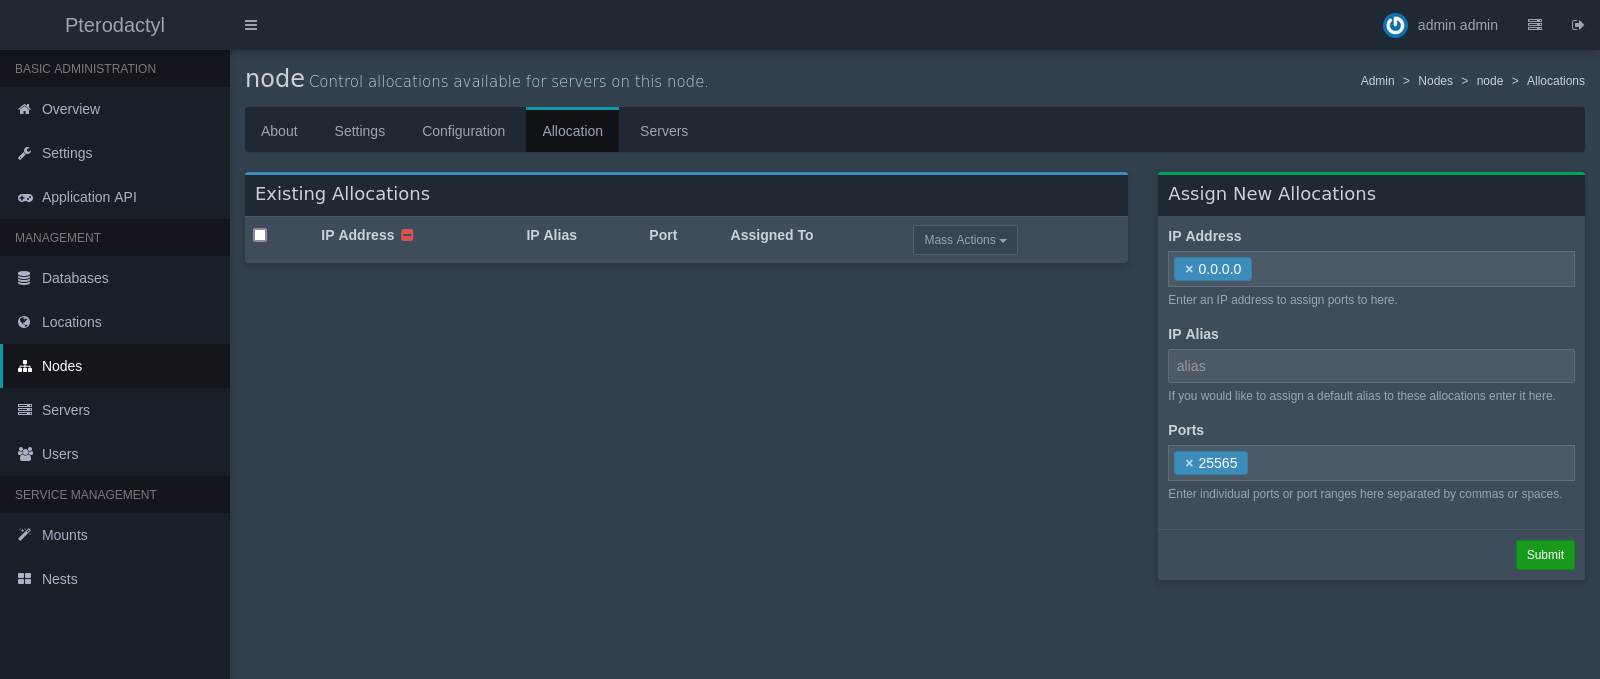 Pterodactyl
admin admin
BASIC ADMINISTRATION
Overview
Settings
Application API
MANAGEMENT
Databases
Locations
Nodes
Servers
Users
SERVICE MANAGEMENT
Mounts
Nests
node Control allocations available for servers on this node.
Admin > Nodes > node > Allocations
About Settings Configuration Allocation Servers
Existing Allocations
IP Address IP Alias Port Assigned To Mass Actions
Assign New Allocations
IP Address
× 0.0.0.0
Enter an IP address to assign ports to here.
IP Alias
alias
If you would like to assign a default alias to these allocations enter it here.
Ports
× 25565
Enter individual ports or port ranges here separated by commas or spaces.
Submit